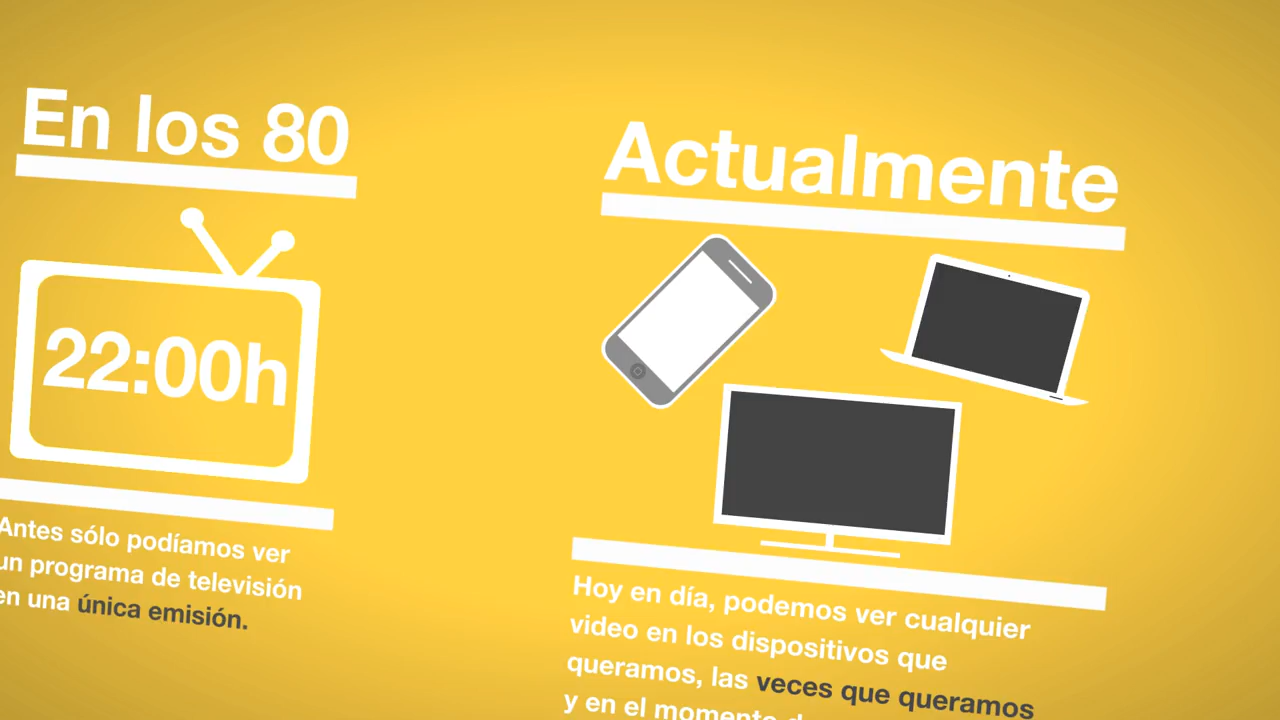 En los 80
22:00h
Antes sólo podíamos ver
un programa de televisión
en una única emisión.
Actualmente
Hoy en día, podemos ver cualquier
video en los dispositivos que
queramos, las veces que queramos
y en el momento